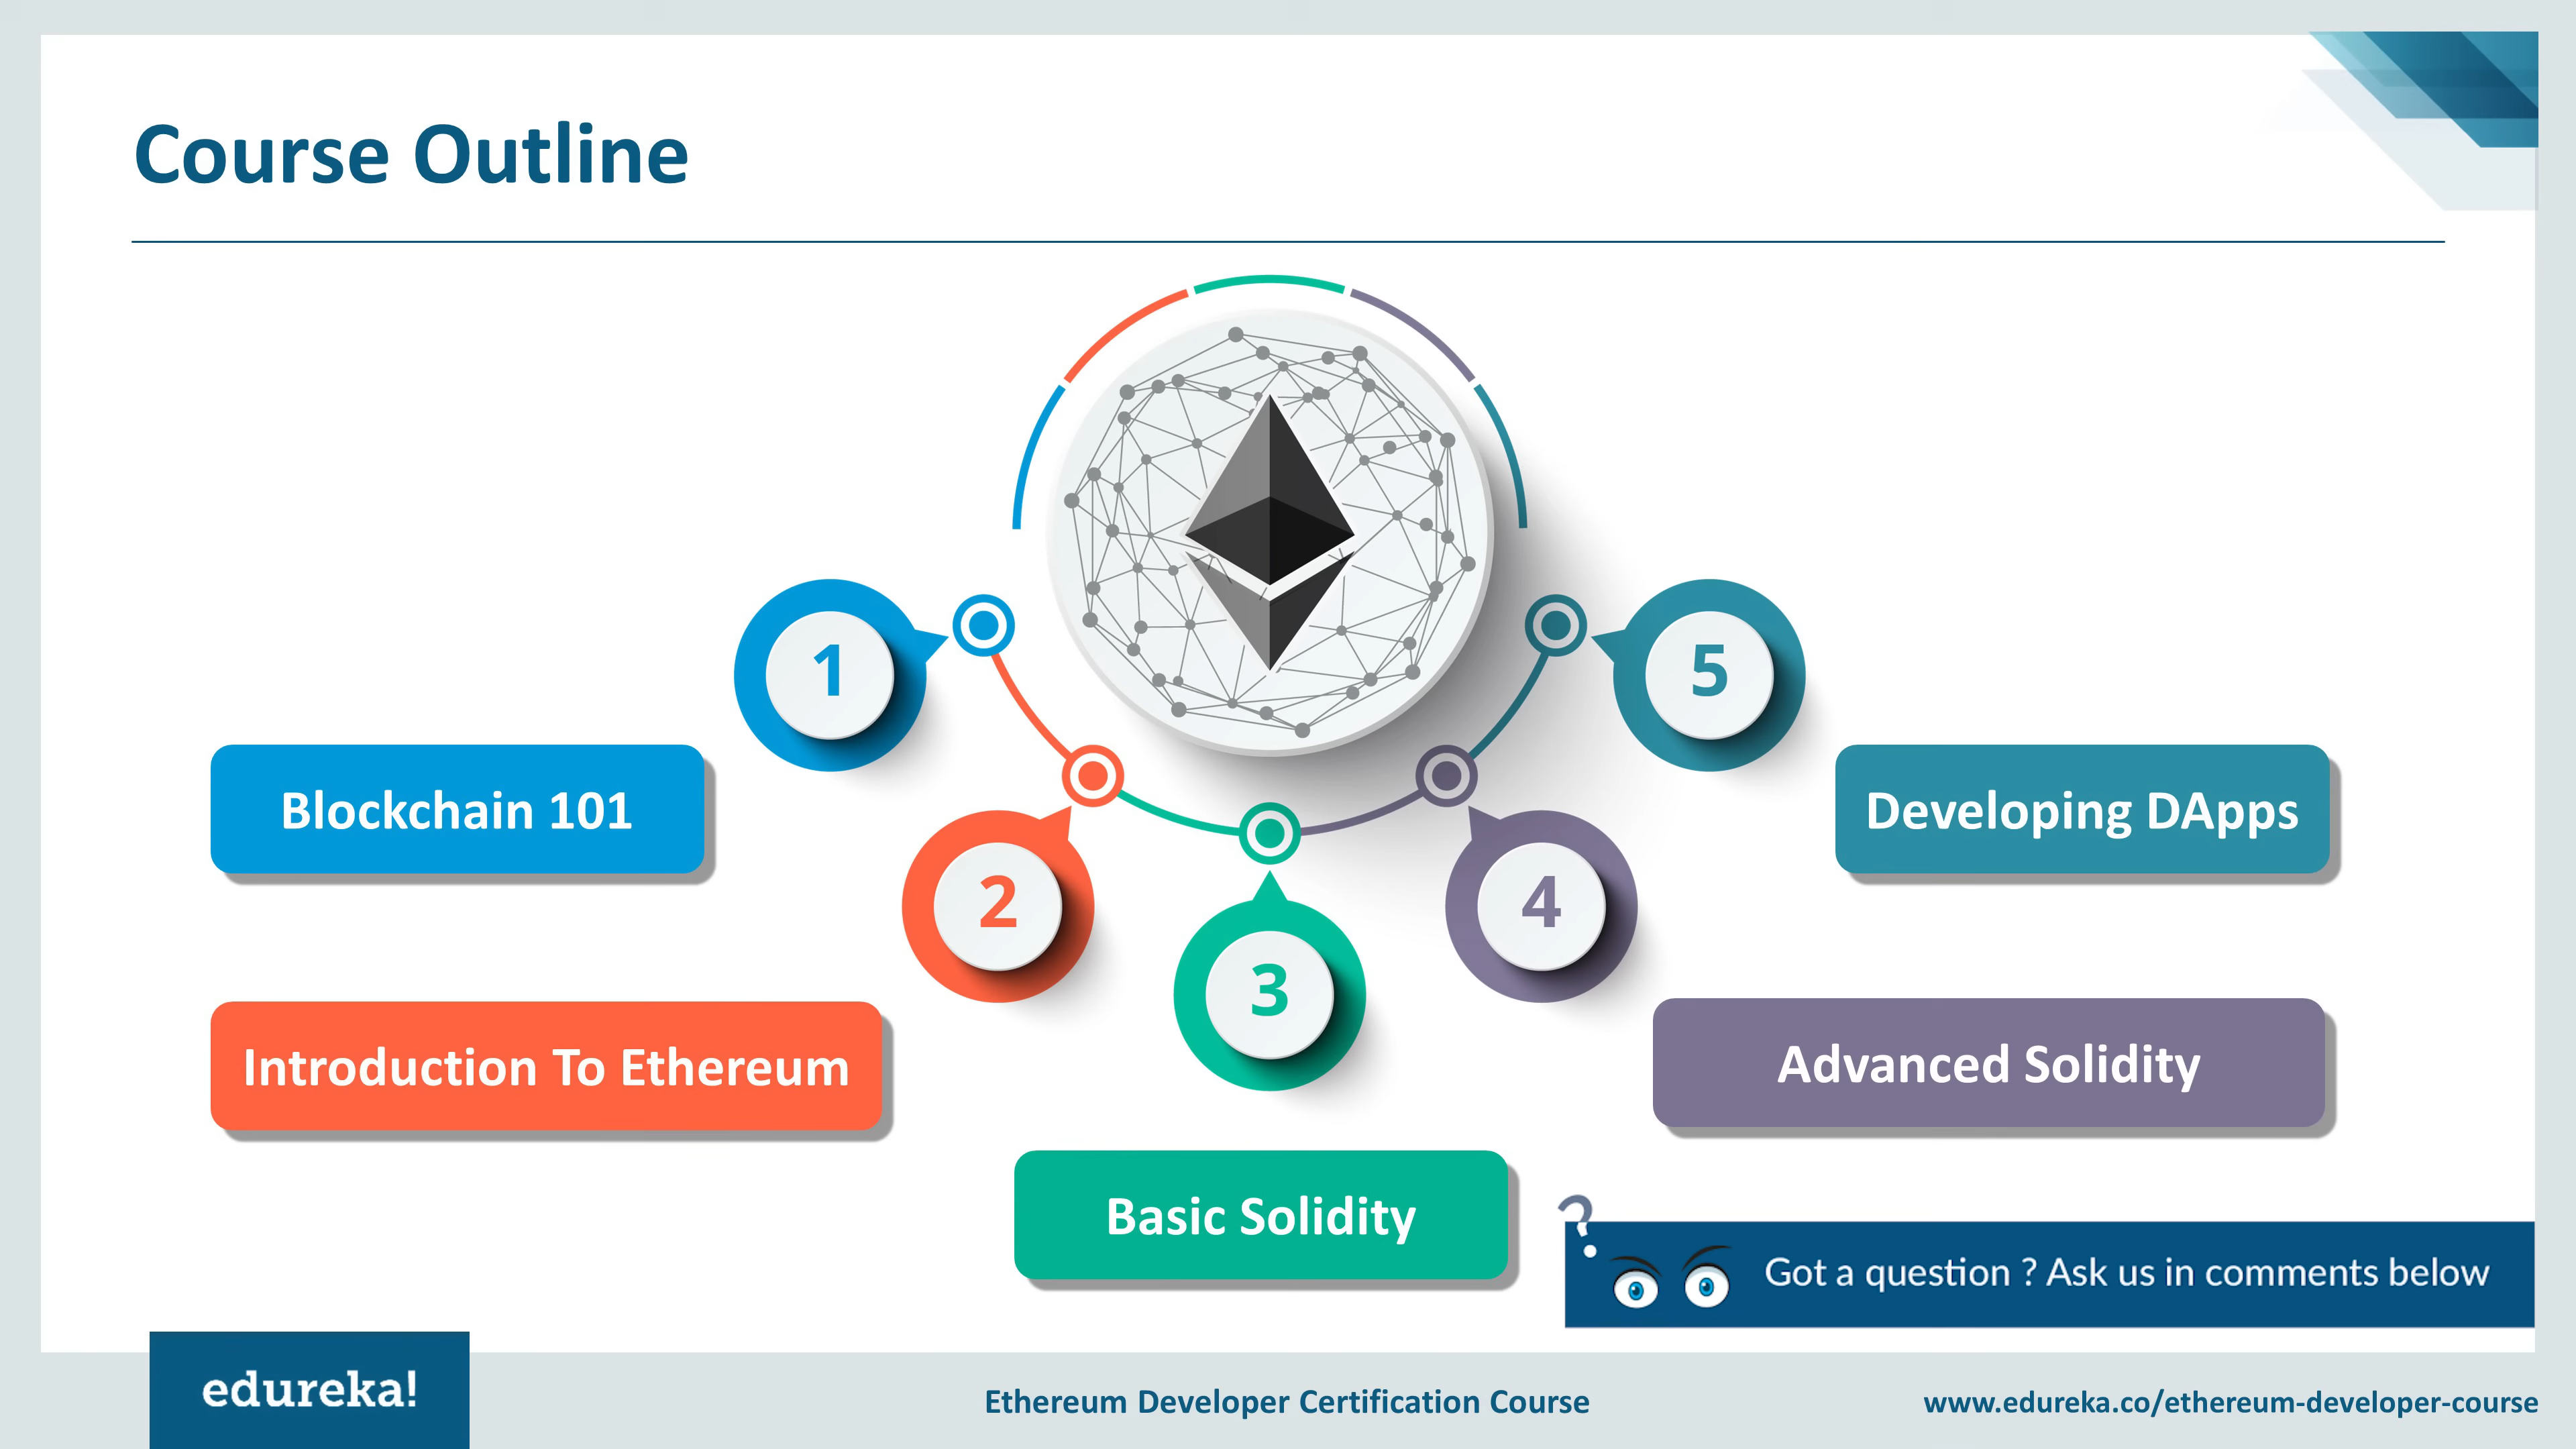 Course Outline
1
5
Blockchain 101
Developing DApps
2
4
3
Introduction To Ethereum
Advanced Solidity
Basic Solidity
?
Got a question ? Ask us in comments below
edureka!
Ethereum Developer Certification Course
www.edureka.co/ethereum-developer-course